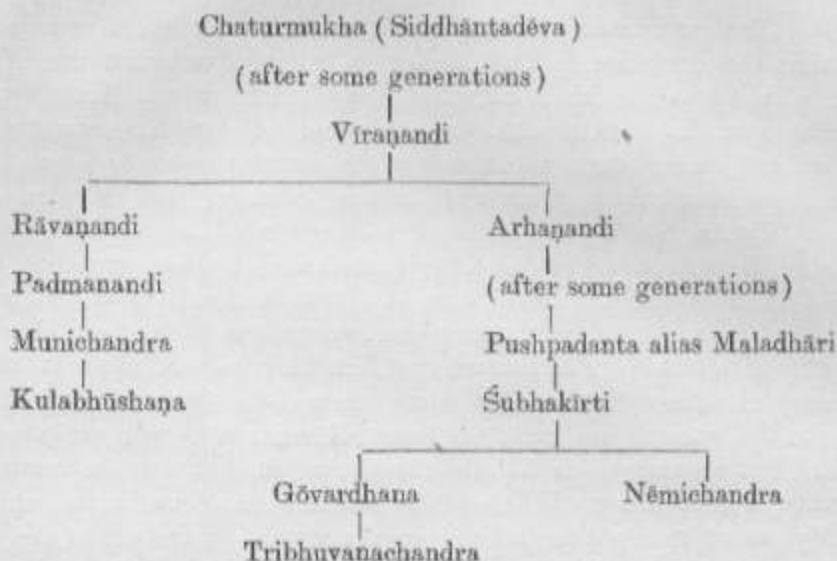 Chaturmukha ( Siddhāntadēva )
(after some generations)
Vīraṇandi
Rāvaṇandi Arhaṇandi
Padmanandi (after some generations)
Munichandra Pushpadanta alias Maladhāri
Kulabhūshaṇa Śubhakīrti
Gōvardhana Nēmichandra
Tribhuvanachandra